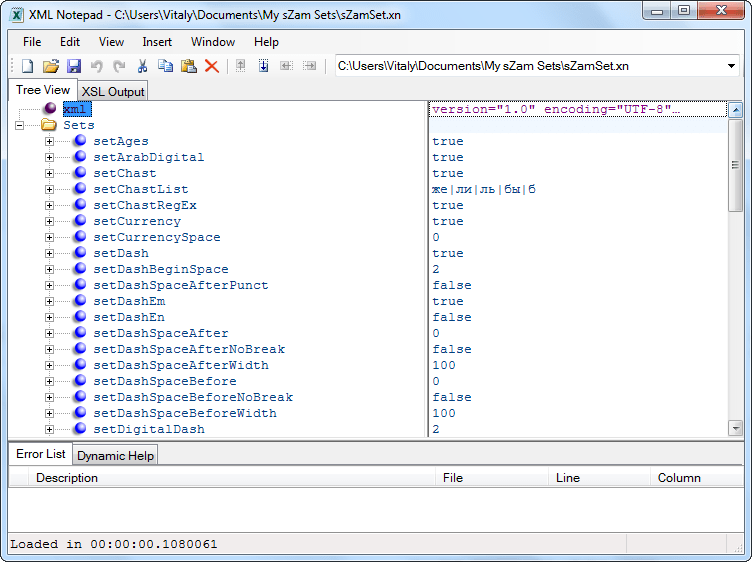 XML Notepad - C:\Users\Vitaly\Documents\My sZam Sets\sZamSet.xn
File Edit View Insert Window Help
C:\Users\Vitaly\Documents\My sZam Sets\sZamSet.xn
Tree View XSL Output
xml version="1.0" encoding="UTF-8"…
Sets
setAges true
setArabDigital true
setChast true
setChastList же|ли|ль|бы|б
setChastRegEx true
setCurrency true
setCurrencySpace 0
setDash true
setDashBeginSpace 2
setDashSpaceAfterPunct false
setDashEm true
setDashEn false
setDashSpaceAfter 0
setDashSpaceAfterNoBreak false
setDashSpaceAfterWidth 100
setDashSpaceBefore 0
setDashSpaceBeforeNoBreak false
setDashSpaceBeforeWidth 100
setDigitalDash 2
Error List Dynamic Help
Description File Line Column
Loaded in 00:00:00.1080061